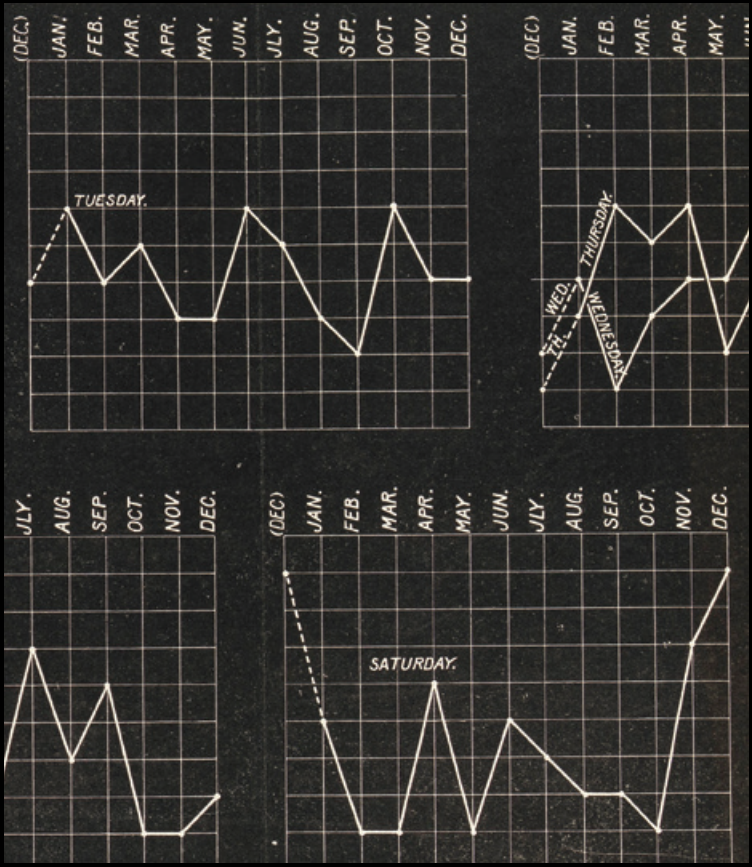 (DEC.) JAN. FEB. MAR. APR. MAY. JUN. JLY. AUG. SEP. OCT. NOV. DEC.
(DEC) JAN. FEB. MAR. APR. MAY.
TUESDAY.
THURSDAY.
WED.
WEDNESDAY.
TH.
JLY. AUG. SEP. OCT. NOV. DEC.
(DEC) JAN. FEB. MAR. APR. MAY. JUN. JLY. AUG. SEP. OCT. NOV. DEC.
SATURDAY.